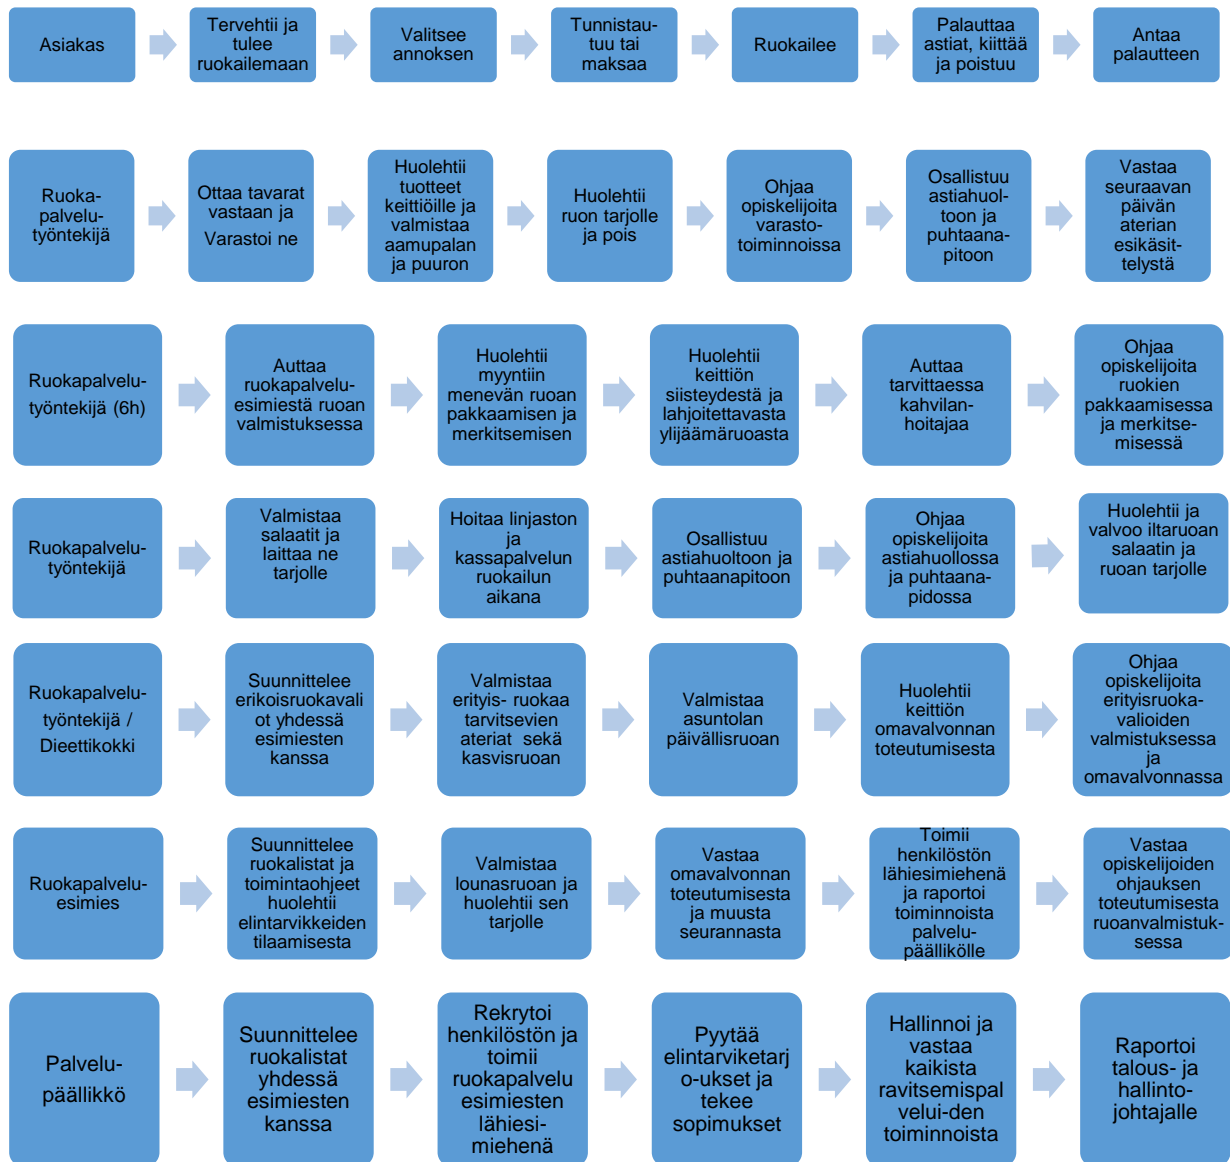 Asiakas
Tervehtii ja
tulee
ruokailemaan
Valitsee
annoksen
Tunnistau-
tuu tai
maksaa
Ruokailee
Palauttaa
astiat, kiittää
ja poistuu
Antaa
palautteen
Ruoka-
palvelu-
työntekijä
Ottaa tavarat
vastaan ja
Varastoi ne
Huolehtii
tuotteet
keittiöille ja
valmistaa
aamupalan
ja puuron
Huolehtii
ruon tarjolle
ja pois
Ohjaa
opiskelijoita
varasto-
toiminnoissa
Osallistuu
astiahuol-
toon ja
puhtaana-
pitoon
Vastaa
seuraavan
päivän
aterian
esikäsit-
telystä
Ruokapalvelu-
työntekijä (6h)
Auttaa
ruokapalvelu-
esimiestä ruoan
valmistuksessa
Huolehtii
myyntiin
menevän ruoan
pakkaamisen ja
merkitsemisen
Huolehtii
keittiön
siisteydestä ja
lahjoitettavasta
ylijäämäruoasta
Auttaa
tarvittaessa
kahvilan-
hoitajaa
Ohjaa
opiskelijoita
ruokien
pakkaamisessa
ja merkitse-
misessä
Ruokapalvelu-
työntekijä
Valmistaa
salaatit ja
laittaa ne
tarjolle
Hoitaa linjaston
ja
kassapalvelun
ruokailun
aikana
Osallistuu
astiahuoltoon ja
puhtaanapitoon
Ohjaa
opiskelijoita
astiahuollossa
ja puhtaana-
pidossa
Huolehtii ja
valvoo iltaruoan
salaatin ja
ruoan tarjolle
Ruokapalvelu-
työntekijä /
Dieettikokki
Suunnittelee
erikoisruokavali
ot yhdessä
esimiesten
kanssa
Valmistaa
erityis- ruokaa
tarvitsevien
ateriat sekä
kasvisruoan
Valmistaa
asuntolan
päivällisruoan
Huolehtii
keittiön
omavalvonnan
toteutumisesta
Ohjaa
opiskelijoita
erityisruoka-
valioiden
valmistuksessa
ja
omavalvonnassa
Ruokapalvelu-
esimies
Suunnittelee
ruokalistat ja
toimintaohjeet
huolehtii
elintarvikkeiden
tilaamisesta
Valmistaa
lounasruoan ja
huolehtii sen
tarjolle
Vastaa
omavalvonnan
toteutumisesta
ja muusta
seurannasta
Toimii
henkilöstön
lähiesimiehenä
ja raportoi
toiminnoista
palvelu-
päällikölle
Vastaa
opiskelijoiden
ohjauksen
toteutumisesta
ruoanvalmistuk-
sessa
Palvelu-
päällikkö
Suunnittelee
ruokalistat
yhdessä
esimiesten
kanssa
Rekrytoi
henkilöstön ja
toimii
ruokapalvelu
esimiesten
lähiesi-
miehenä
Pyytää
elintarviketarj
o-ukset ja
tekee
sopimukset
Hallinnoi ja
vastaa
kaikista
ravitsemispal
velui-den
toiminnoista
Raportoi
talous- ja
hallinto-
johtajalle